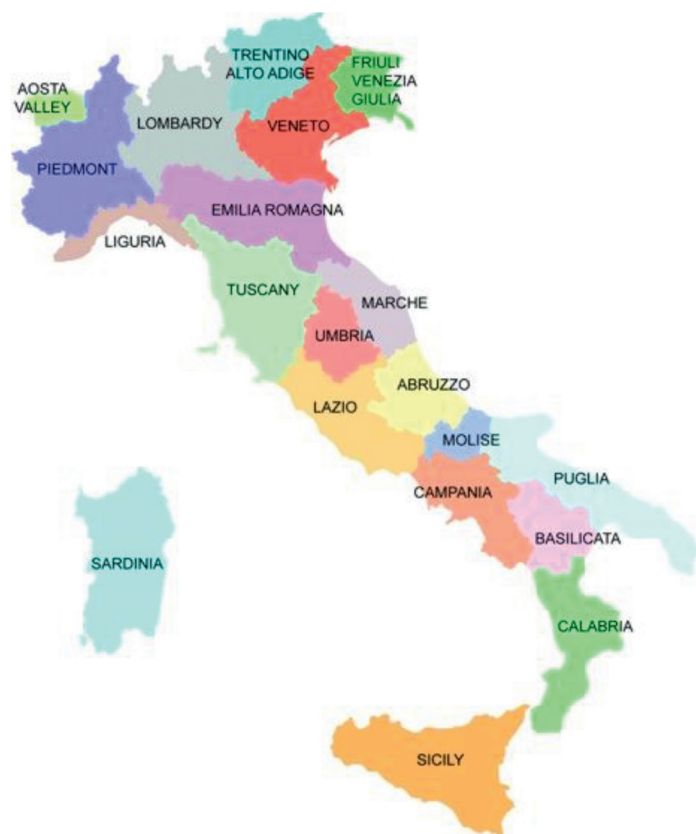 TRENTINO
ALTO ADIGE
FRIULI
VENEZIA
GIULIA
AOSTA
VALLEY
LOMBARDY
VENETO
PIEDMONT
EMILIA ROMAGNA
LIGURIA
TUSCANY
MARCHE
UMBRIA
ABRUZZO
LAZIO
MOLISE
PUGLIA
CAMPANIA
BASILICATA
SARDINIA
CALABRIA
SICILY